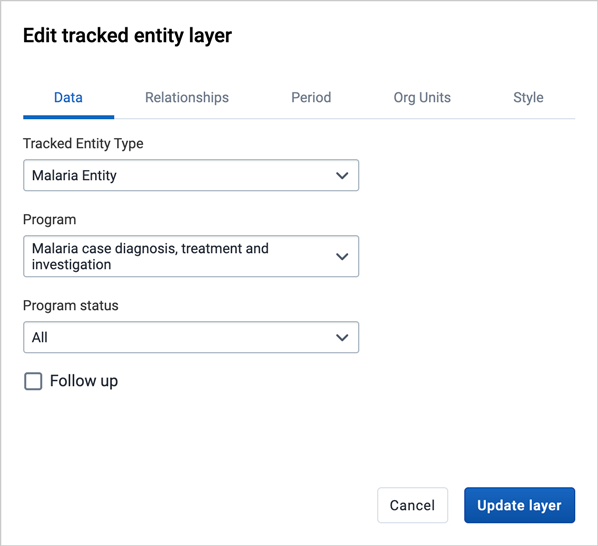 Edit tracked entity layer
Data Relationships Period Org Units Style
Tracked Entity Type
Malaria Entity
Program
Malaria case diagnosis, treatment and
investigation
Program status
All
Follow up
Cancel Update layer